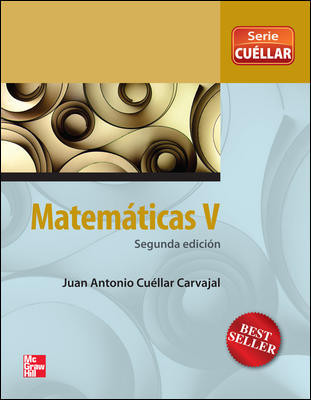 Serie
CUÉLLAR
Matemáticas V
Segunda edición
Juan Antonio Cuéllar Carvajal
BEST
SELLER
Mc
Graw
Hill